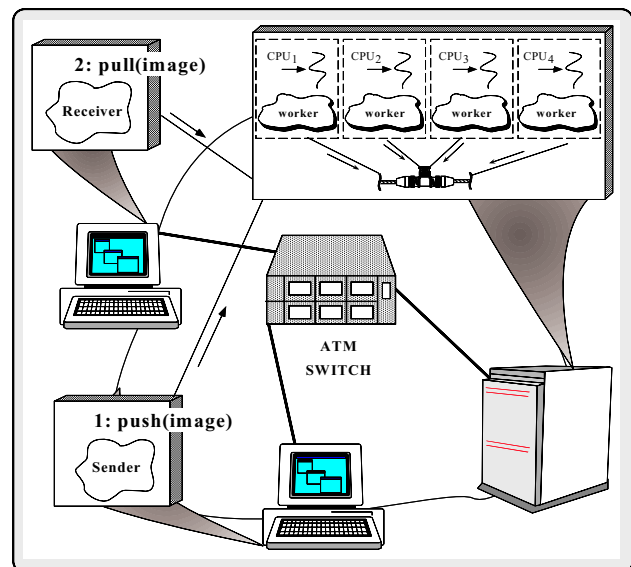 2: pull(image)
Receiver
CPU1 CPU2 CPU3 CPU4
worker worker worker worker
ATM
SWITCH
1: push(image)
Sender